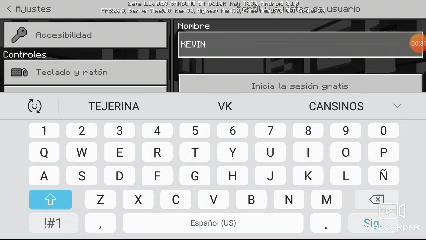 Ajustes
Nombre
Accesibilidad
KEVIN
Controles
Teclado y ratón
Inicia la sesión gratis
TEJERINA VK CANSINOS
1 2 3 4 5 6 7 8 9 0
Q W E R T Y U I O P
A S D F G H J K L Ñ
Z X C V B N M
!#1 , Español (US) . Sig.